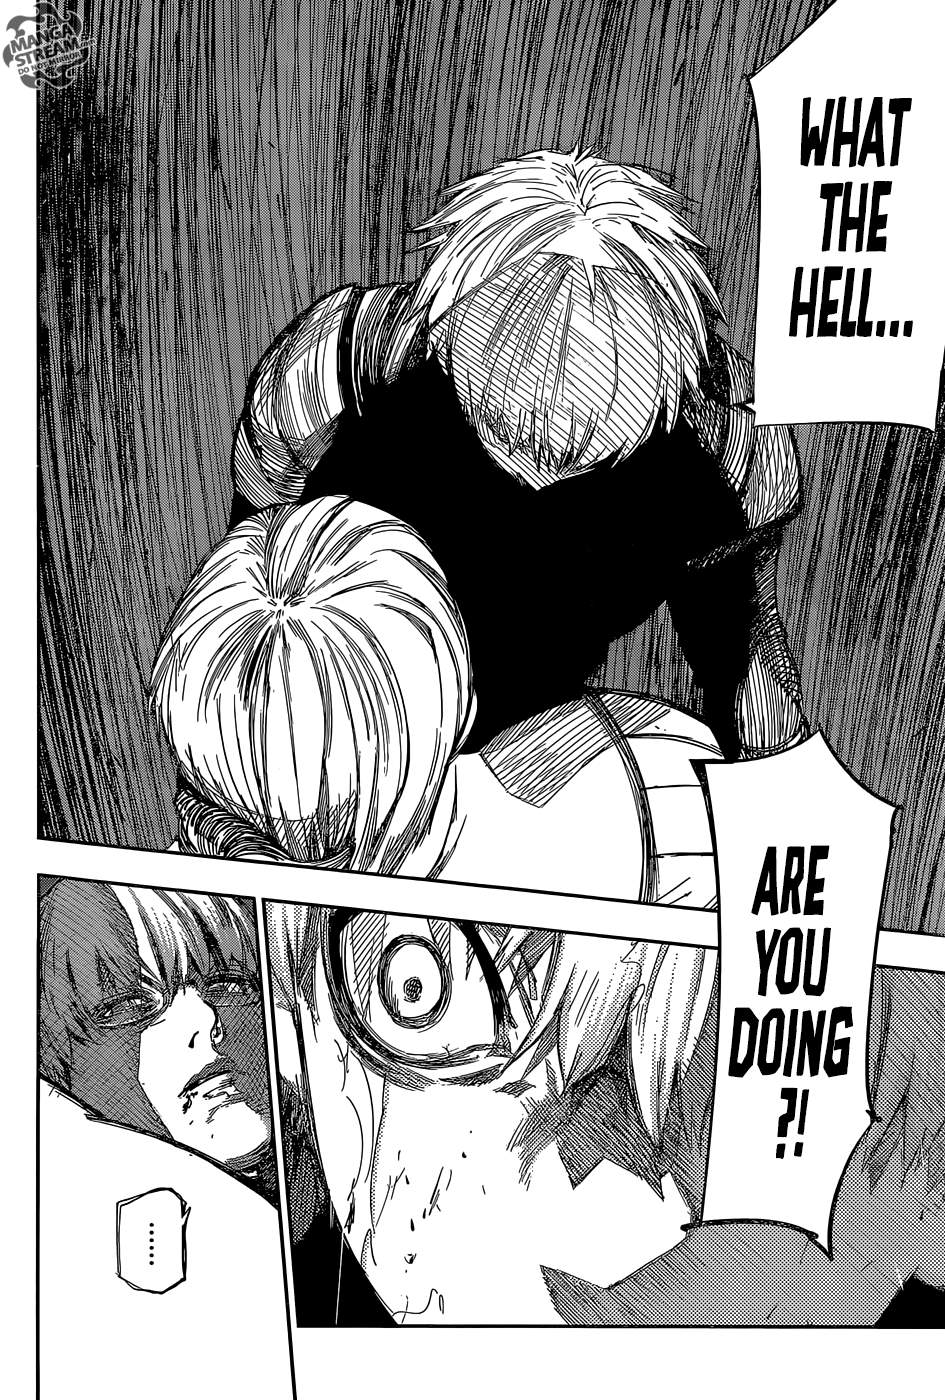 MANGA
STREAM
WHAT
THE
HELL...
ARE
YOU
DOING
?!
......